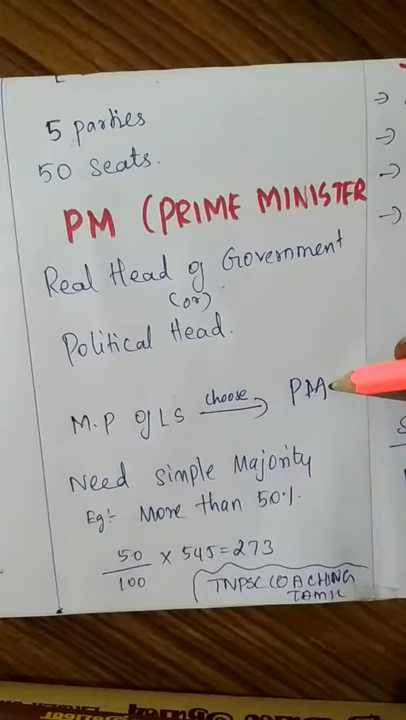 5 parties
50 seats.
PM (PRIME MINISTER
Real Head of Government
(or)
Political Head.
M.P of LS choose → PM
Need simple Majority
Eg:- More than 50%.
50/100 × 545 = 273
TNPSC COACHING
TAMIL